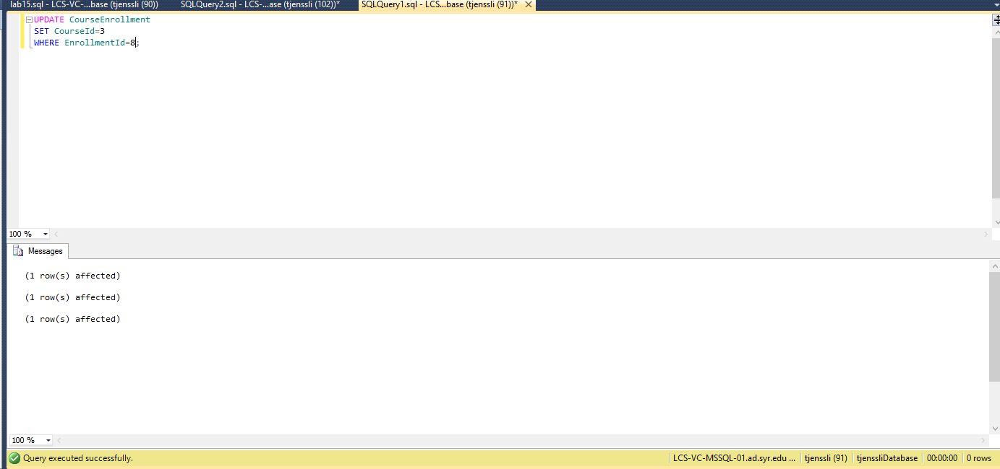 lab15.sql - LCS-VC-...base (tjenssli (90)) SQLQuery2.sql - LCS-...ase (tjenssli (102))* SQLQuery1.sql - LCS...base (tjenssli (91))*
UPDATE CourseEnrollment
SET CourseId=3
WHERE EnrollmentId=8;
100 %
Messages
(1 row(s) affected)
(1 row(s) affected)
(1 row(s) affected)
100 %
Query executed successfully. LCS-VC-MSSQL-01.ad.syr.edu ... tjenssli (91) tjenssliDatabase 00:00:00 0 rows